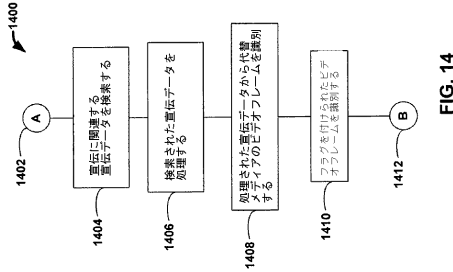 1400
A
1402
宣伝に関連する
宣伝データを検索する
1404
検索された宣伝データを
処理する
1406
処理された宣伝データから代替
メディアのビデオフレームを識別
する
1408
フラグを付けられたビデ
オフレームを識別する
1410
B
1412
FIG. 14